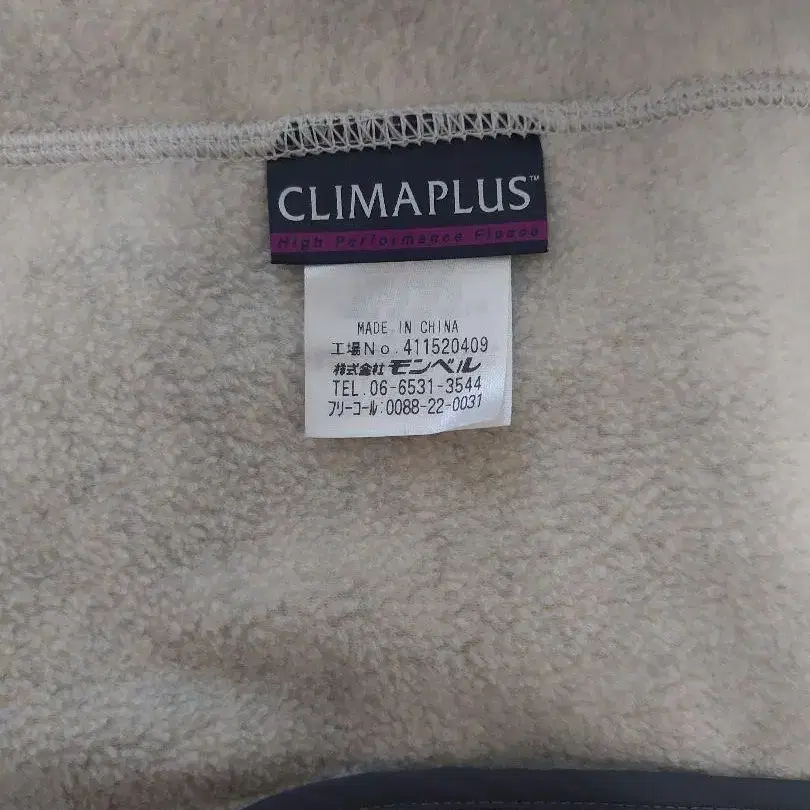 CLIMAPLUS™
High Performance Fleece
MADE IN CHINA
工場No.411520409
株式会社モンベル
TEL.06-6531-3544
フリーコール:0088-22-0031